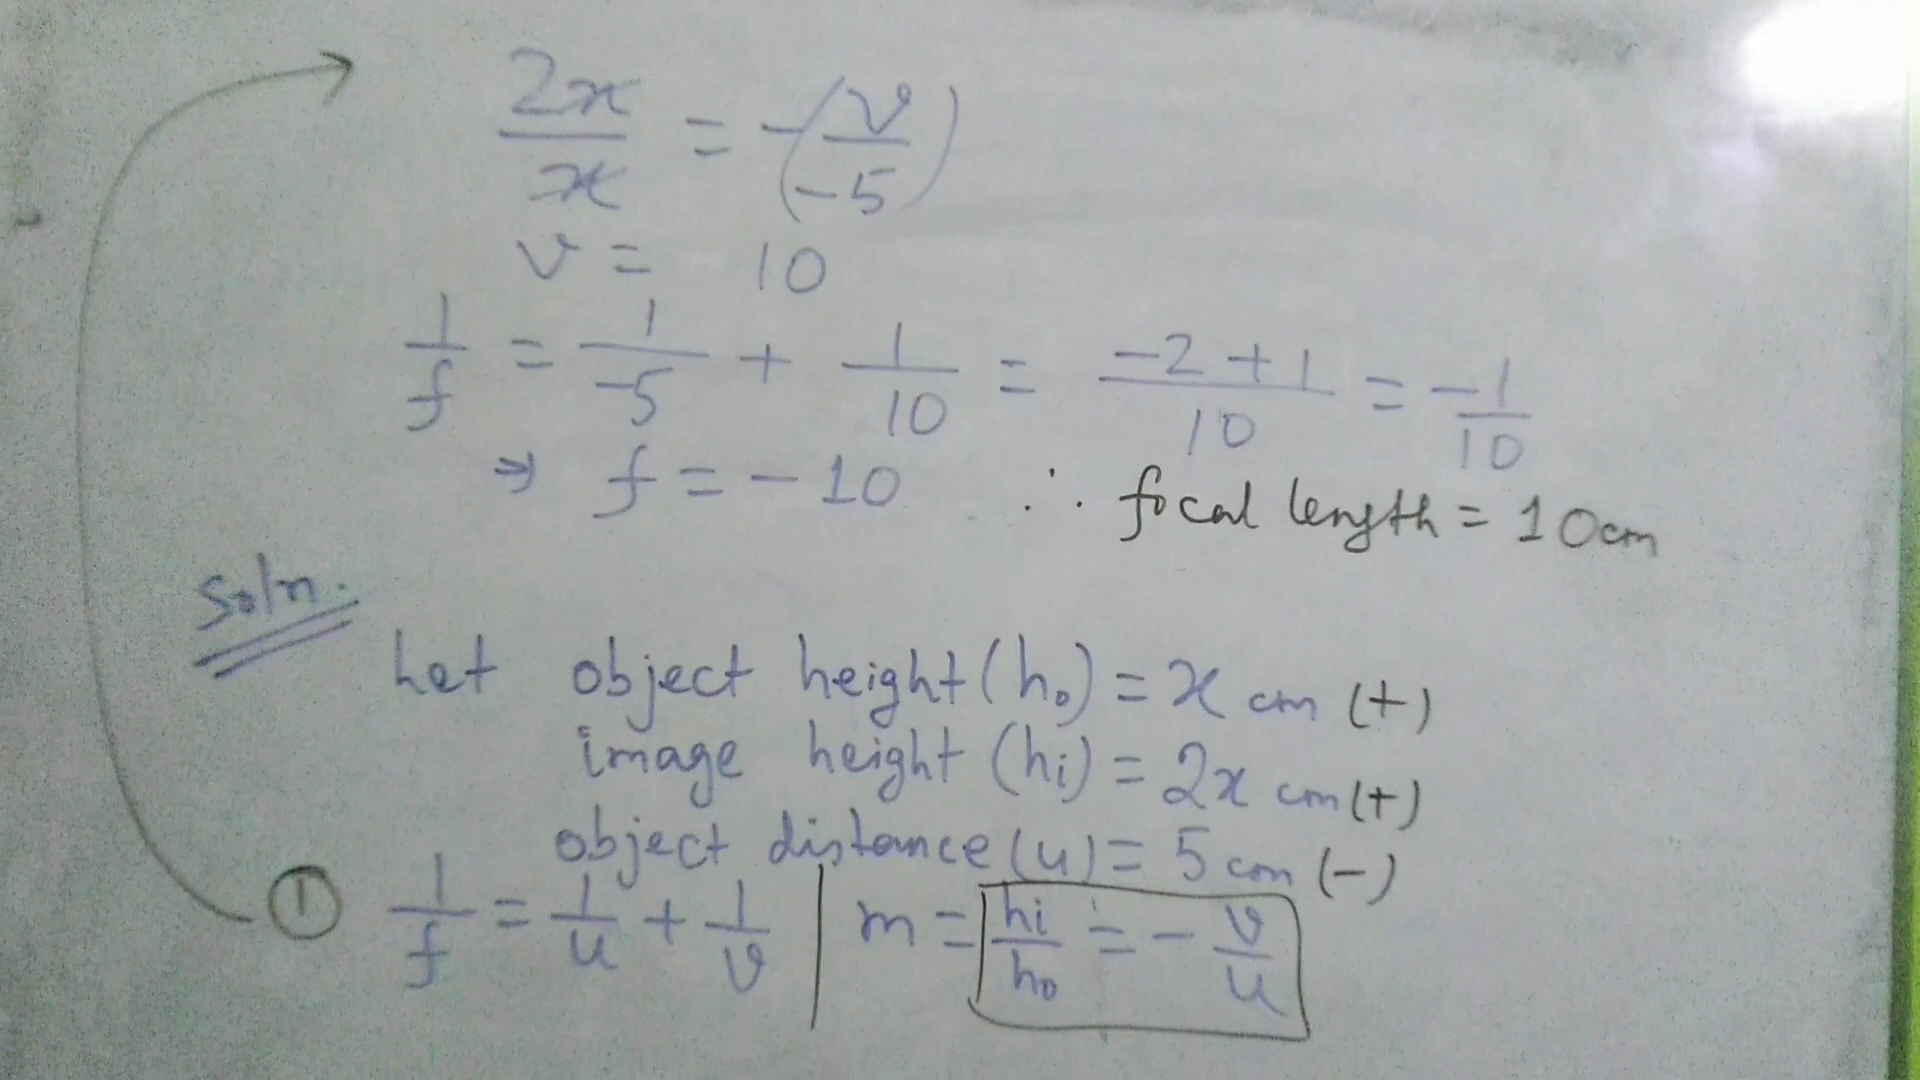 2x/x = -(v/-5)
v = 10
1/f = 1/-5 + 1/10 = -2+1/10 = -1/10
⇒ f = -10 ∴ focal length = 10cm
Soln.
Let object height (h₀) = x cm (+)
image height (hi) = 2x cm (+)
object distance (u) = 5 cm (-)
① 1/f = 1/u + 1/v | m = hi/h₀ = - v/u